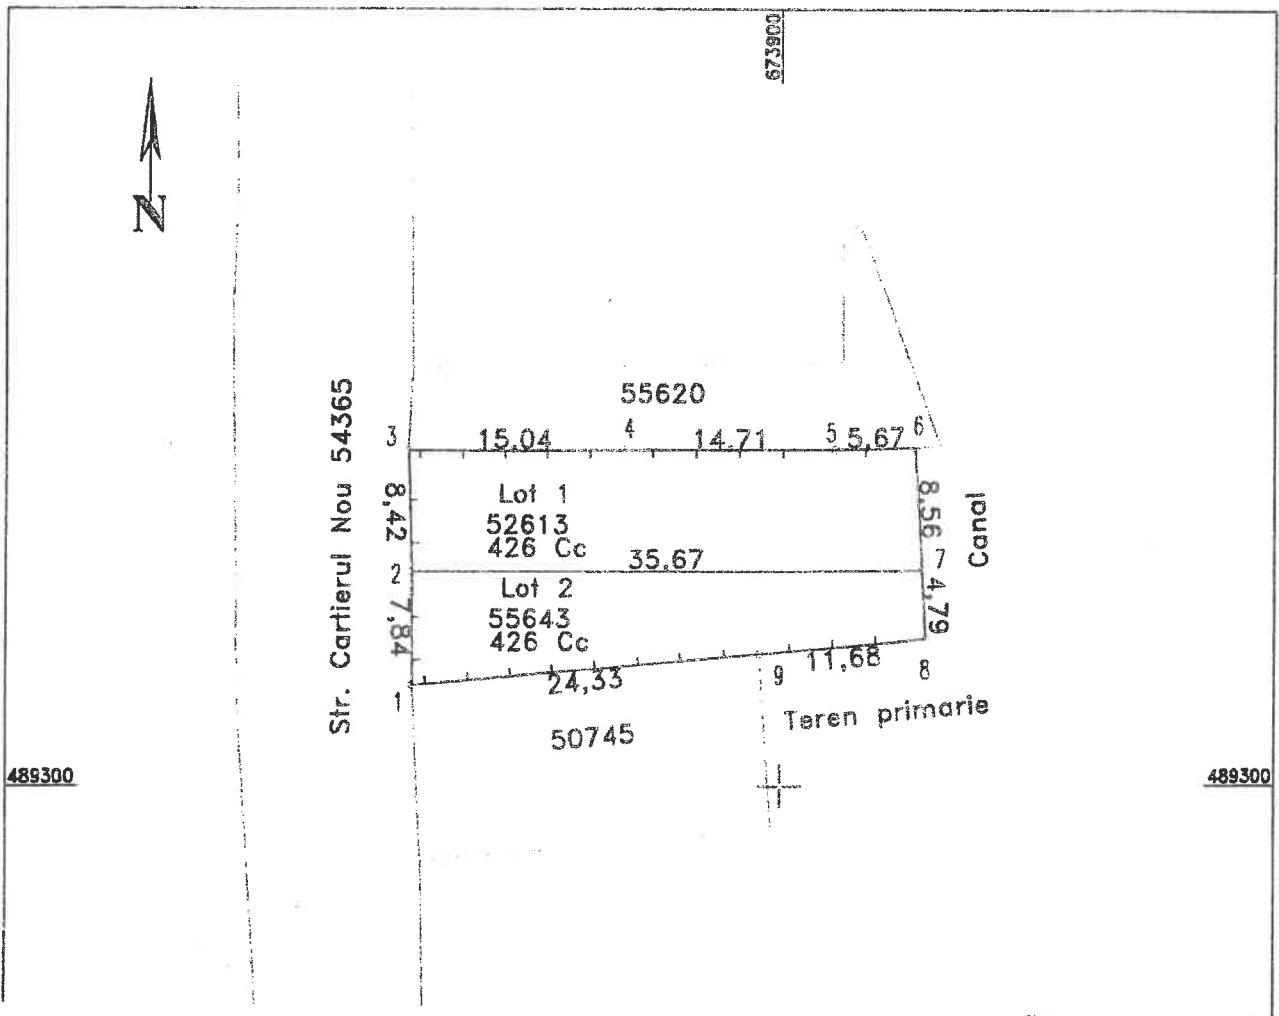 673900
N
55620
3 15,04 4 14.71 5 5,67 6
Str. Cartierul Nou 54365
8,42
Lot 1
52613
426 Cc
8,56
Canal
2 35.67 7
Lot 2
55643
426 Cc
7,84
4,79
1 24,33 9 11,68 8
50745
Teren primarie
489300
489300